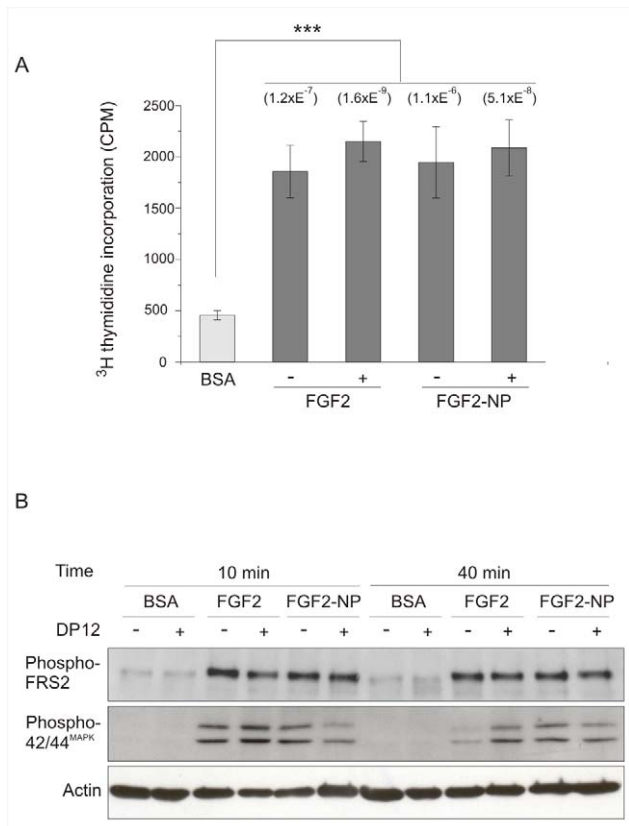 A
***
(1.2xE⁻⁷) (1.6xE⁻⁹) (1.1xE⁻⁶) (5.1xE⁻⁸)
³H thymididine incorporation (CPM)
2500
2000
1500
1000
500
0
0
BSA - + - +
FGF2 FGF2-NP
B
Time 10 min 40 min
BSA FGF2 FGF2-NP BSA FGF2 FGF2-NP
DP12 - + - + - + - + - + - +
Phospho-
FRS2
Phospho-
42/44ᴹᴬᴾᴷ
Actin